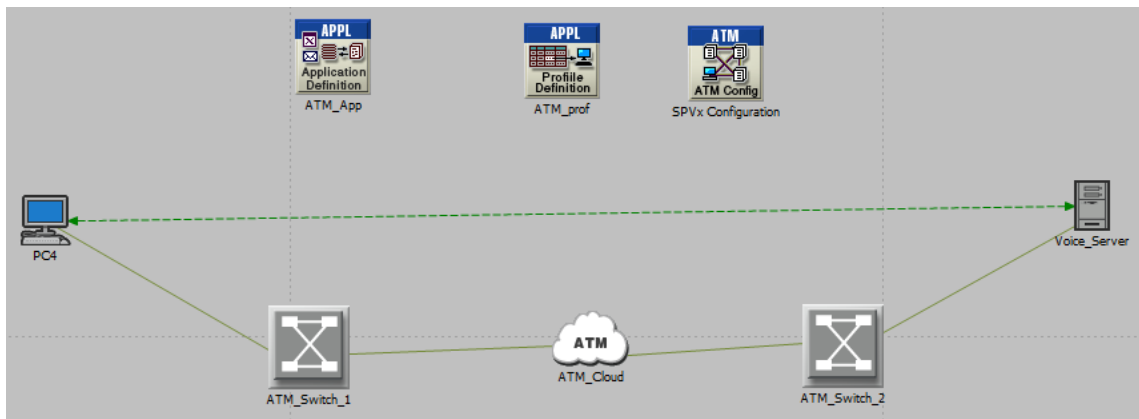 APPL
Application
Definition
ATM_App
APPL
Profile
Definition
ATM_prof
ATM
ATM Config
SPVx Configuration
PC4
Voice_Server
ATM_Switch_1
ATM
ATM_Cloud
ATM_Switch_2